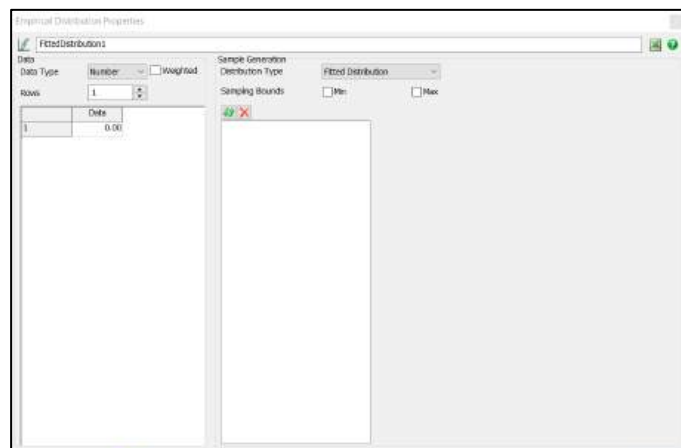 Empirical Distribution Properties
FittedDistribution1
Data
Data Type Number Weighted
Rows 1
Data
1 0.00
Sample Generation
Distribution Type Fitted Distribution
Sampling Bounds Min Max